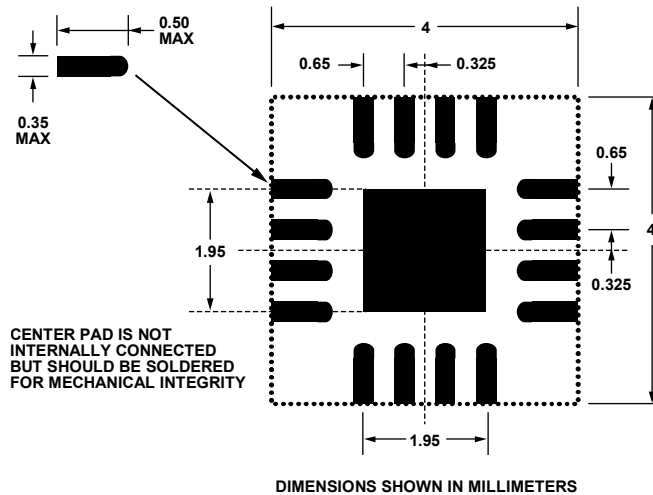 0.50
MAX
4
0.65
0.325
0.35
MAX
0.65
4
1.95
0.325
CENTER PAD IS NOT
INTERNALLY CONNECTED
BUT SHOULD BE SOLDERED
FOR MECHANICAL INTEGRITY
1.95
DIMENSIONS SHOWN IN MILLIMETERS